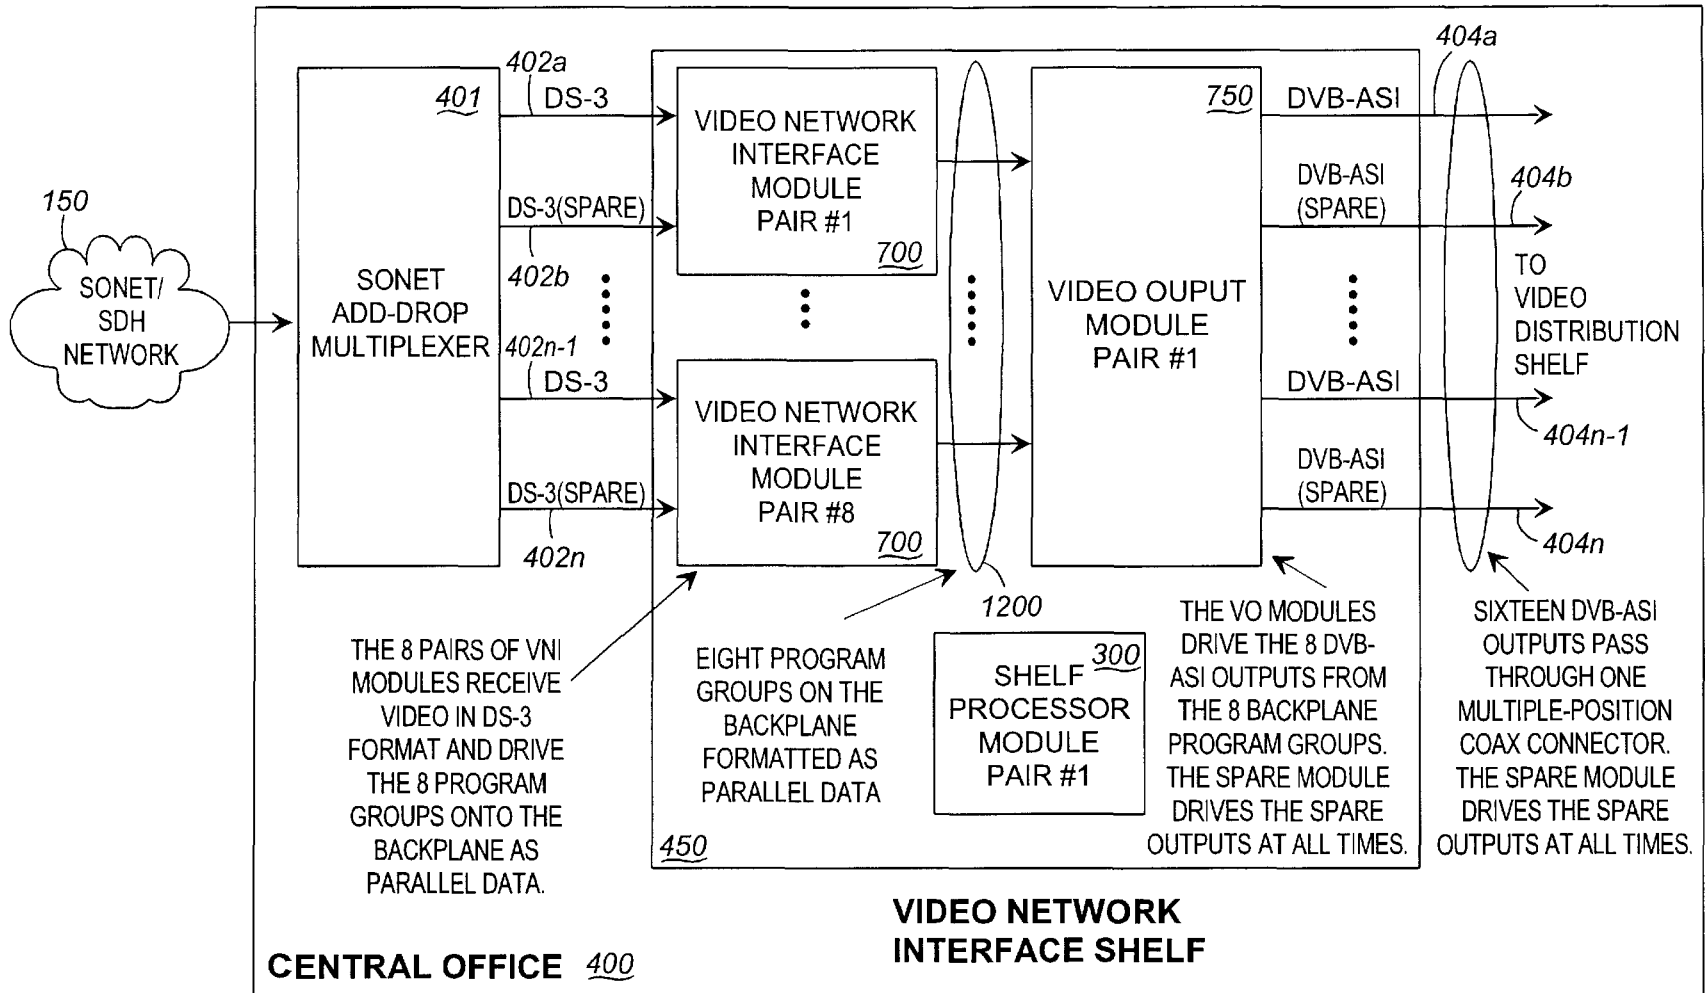 150
SONET/
SDH
NETWORK
401
SONET
ADD-DROP
MULTIPLEXER
402a
DS-3
DS-3(SPARE)
402b
402n-1
DS-3
DS-3(SPARE)
402n
VIDEO NETWORK
INTERFACE
MODULE
PAIR #1
700
VIDEO NETWORK
INTERFACE
MODULE
PAIR #8
700
1200
750
VIDEO OUPUT
MODULE
PAIR #1
DVB-ASI
404a
DVB-ASI
(SPARE)
404b
TO
VIDEO
DISTRIBUTION
SHELF
DVB-ASI
404n-1
DVB-ASI
(SPARE)
404n
THE 8 PAIRS OF VNI
MODULES RECEIVE
VIDEO IN DS-3
FORMAT AND DRIVE
THE 8 PROGRAM
GROUPS ONTO THE
BACKPLANE AS
PARALLEL DATA.
EIGHT PROGRAM
GROUPS ON THE
BACKPLANE
FORMATTED AS
PARALLEL DATA
300
SHELF
PROCESSOR
MODULE
PAIR #1
THE VO MODULES
DRIVE THE 8 DVB-
ASI OUTPUTS FROM
THE 8 BACKPLANE
PROGRAM GROUPS.
THE SPARE MODULE
DRIVES THE SPARE
OUTPUTS AT ALL TIMES.
SIXTEEN DVB-ASI
OUTPUTS PASS
THROUGH ONE
MULTIPLE-POSITION
COAX CONNECTOR.
THE SPARE MODULE
DRIVES THE SPARE
OUTPUTS AT ALL TIMES.
450
VIDEO NETWORK
INTERFACE SHELF
CENTRAL OFFICE 400